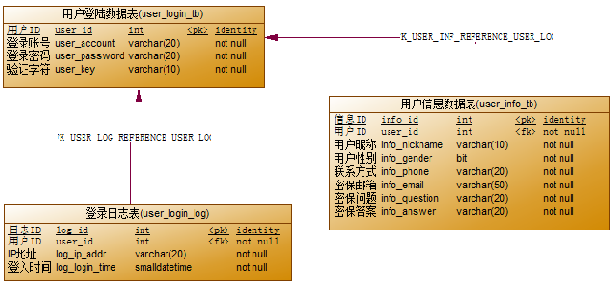 用户登陆数据表(user_login_tb)
用户ID user_id int <pk> identity
登录账号 user_account varchar(20) not null
登录密码 user_password varchar(20) not null
验证字符 user_key varchar(10) not null
K_USER_INF_REFERENCE_USER_LOG
K_USER_LOG_REFERENCE_USER_LOG
用户信息数据表(user_info_tb)
信息ID info_id int <pk> identity
用户ID user_id int <fk> not null
用户昵称 info_nickname varchar(10) not null
用户性别 info_gender bit not null
联系方式 info_phone varchar(20) not null
密保邮箱 info_email varchar(50) not null
密保问题 info_question varchar(20) not null
密保答案 info_answer varchar(20) not null
登录日志表(user_login_log)
日志ID log_id int <pk> identity
用户ID user_id int <fk> not null
IP地址 log_ip_addr varchar(20) not null
登入时间 log_login_time smalldatetime not null